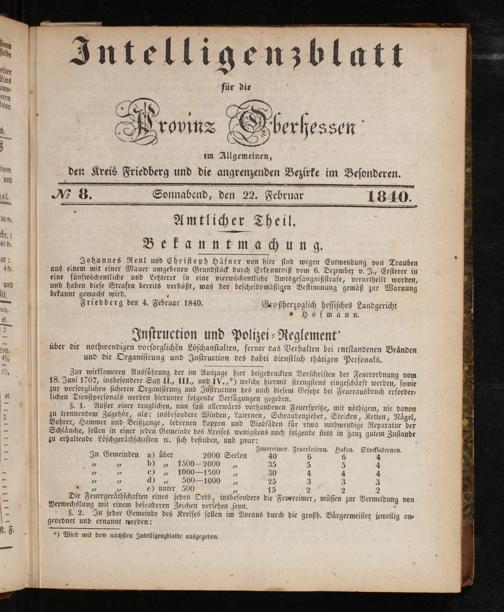 Intelligenzblatt
für die
Provinz Oberhessen
im Allgemeinen,
den Kreis Friedberg und die angrenzenden Bezirke im Besonderen.
№ 8. Sonnabend, den 22. Februar 1840.
Amtlicher Theil.
Bekanntmachung.
Johannes Reul und Christoph Häfner von hier sind wegen Entwendung von Trauben
aus einem mit einer Mauer umgebenen Grundstück durch Erkenntniß vom 6. Dezember v. J., Ersterer in
eine fünfwöchentliche und Letzterer in eine vierwöchentliche Amtsgefängnißstrafe, verurtheilt worden,
und haben diese Strafen bereits verbüßt, was der bescheidsmäßigen Bestimmung gemäß zur Warnung
bekannt gemacht wird.
Friedberg den 4. Februar 1840. Großherzoglich hessisches Landgericht
Hofmann.
Instruction und Polizei-Reglement
über die nothwendigen vorsorglichen Löschanstalten, ferner das Verhalten bei entstandenen Bränden
und die Organisirung und Instruction des dabei dienstlich thätigen Personals.
Zur wirksameren Ausführung der im Auszuge hier beigedruckten Vorschriften der Feuerordnung vom
18. Juni 1767, insbesondere Cap II., III., und IV., *) welche hiermit strengstens eingeschärft werden, sowie
zur vorsorglichen sicheren Organisirung und Instruction des nach diesem Gesetze bei Feuerausbruch erforder-
lichen Dienstpersonals werden hierunter folgende Verfügungen gegeben.
§. 1. Außer einer tauglichen, nun fast allerwärts vorhandenen Feuerspritze, mit nöthigem, nie davon
zu trennendem Zugehör, als: insbesondere Winden, Laternen, Schraubenzieher, Stricken, Ketten, Nägel,
Bohrer, Hammer und Beißzange, ledernen Lappen und Bindfäden für etwa nothwendige Reparatur der
Schläuche, sollen in einer jeden Gemeinde des Kreises wenigstens noch folgende stets in ganz gutem Zustande
zu erhaltende Löschgeräthschaften ꝛc. sich befinden, und zwar:
Feuereimer. Feuerleitern. Haken. Stocklaternen.
In Gemeinden a) über 2000 Seelen 40 6 6 4
„ „ b) „ 1500—2000 „ 35 5 5 4
„ „ c) „ 1000—1500 „ 30 4 4 4
„ „ d) „ 500—1000 „ 25 3 3 3
„ „ e) unter 500 „ 15 2 2 2
Die Feuergeräthschaften eines jeden Orts, insbesondere die Feuereimer, müssen zur Vermeidung von
Verwechslung mit einem besonderen Zeichen versehen seyn.
§. 2. In jeder Gemeinde des Kreises sollen im Voraus durch die großh. Bürgermeister jeweilig an-
geordnet und ernannt werden:
*) Wird mit dem nächsten Intelligenzblatte ausgegeben.